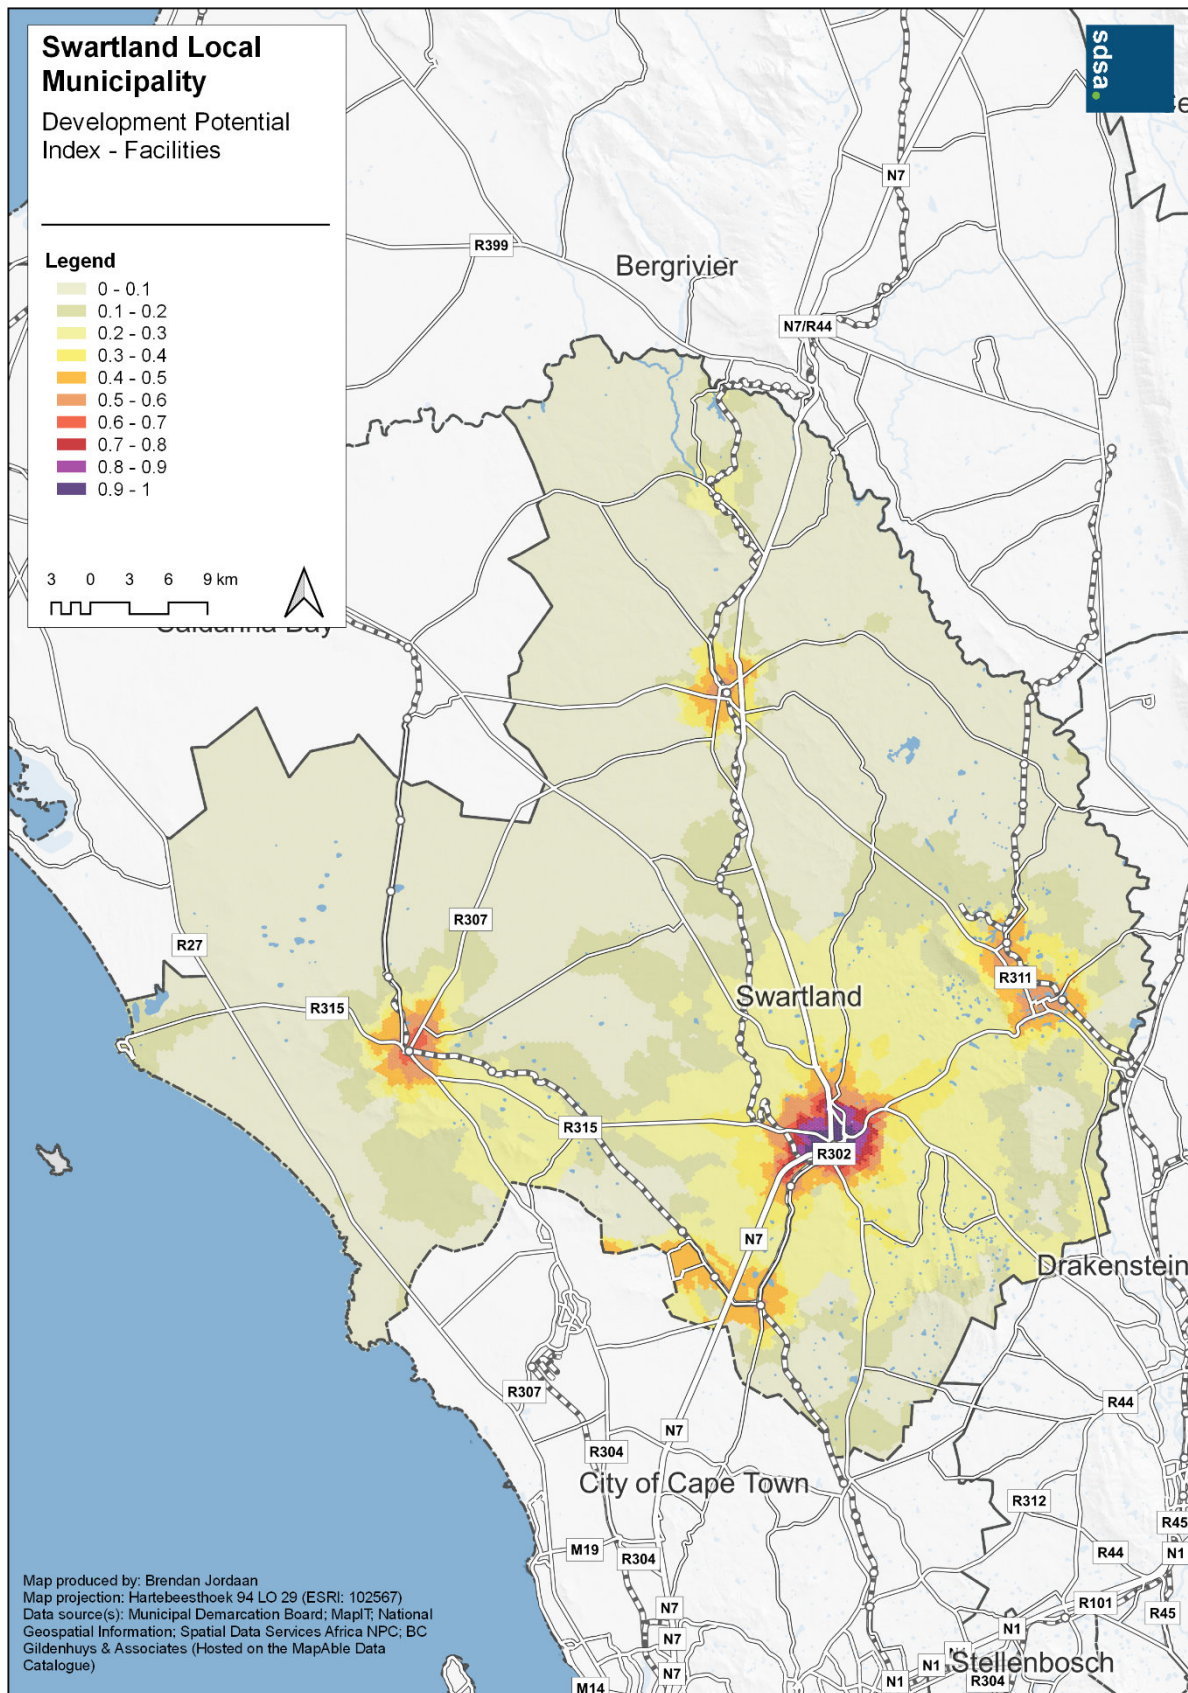 Swartland Local
Municipality
Development Potential
Index - Facilities
Legend
0 - 0.1
0.1 - 0.2
0.2 - 0.3
0.3 - 0.4
0.4 - 0.5
0.5 - 0.6
0.6 - 0.7
0.7 - 0.8
0.8 - 0.9
0.9 - 1
3 0 3 6 9 km
sdsa.
N7
R399
Bergrivier
N7/R44
R307
R27
R315
R311
Swartland
R315
R302
N7
Drakenstein
R307
R44
N7
R304
City of Cape Town
R312
R45
M19
R304
R44
N1
R101
N7
R45
N7
N1
N1
Stellenbosch
N7
N1
R304
M14
Map produced by: Brendan Jordaan
Map projection: Hartebeesthoek 94 LO 29 (ESRI: 102567)
Data source(s): Municipal Demarcation Board; MapIT; National
Geospatial Information; Spatial Data Services Africa NPC; BC
Gildenhuys & Associates (Hosted on the MapAble Data
Catalogue)